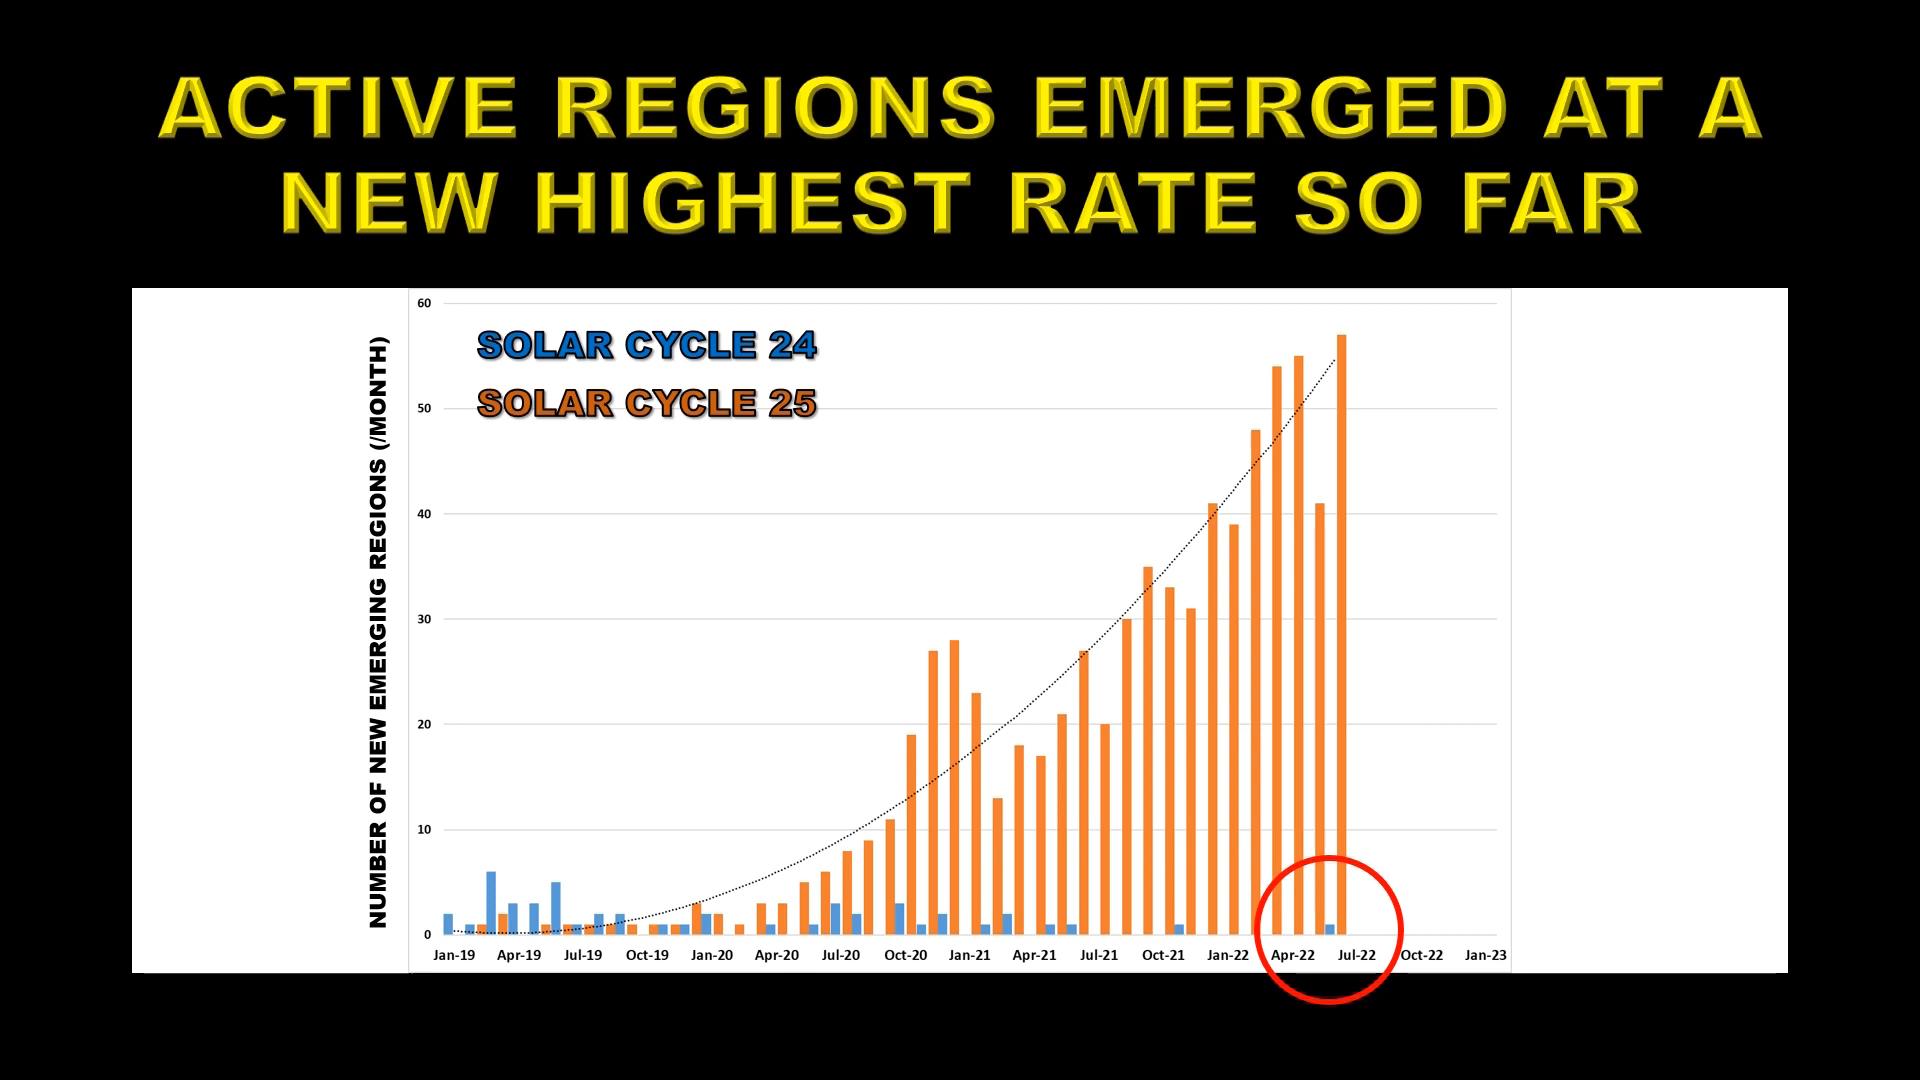 ACTIVE REGIONS EMERGED AT A
NEW HIGHEST RATE SO FAR
NUMBER OF NEW EMERGING REGIONS (/MONTH)
60
50
40
30
20
10
0
SOLAR CYCLE 24
SOLAR CYCLE 25
Jan-19 Apr-19 Jul-19 Oct-19 Jan-20 Apr-20 Jul-20 Oct-20 Jan-21 Apr-21 Jul-21 Oct-21 Jan-22 Apr-22 Jul-22 Oct-22 Jan-23